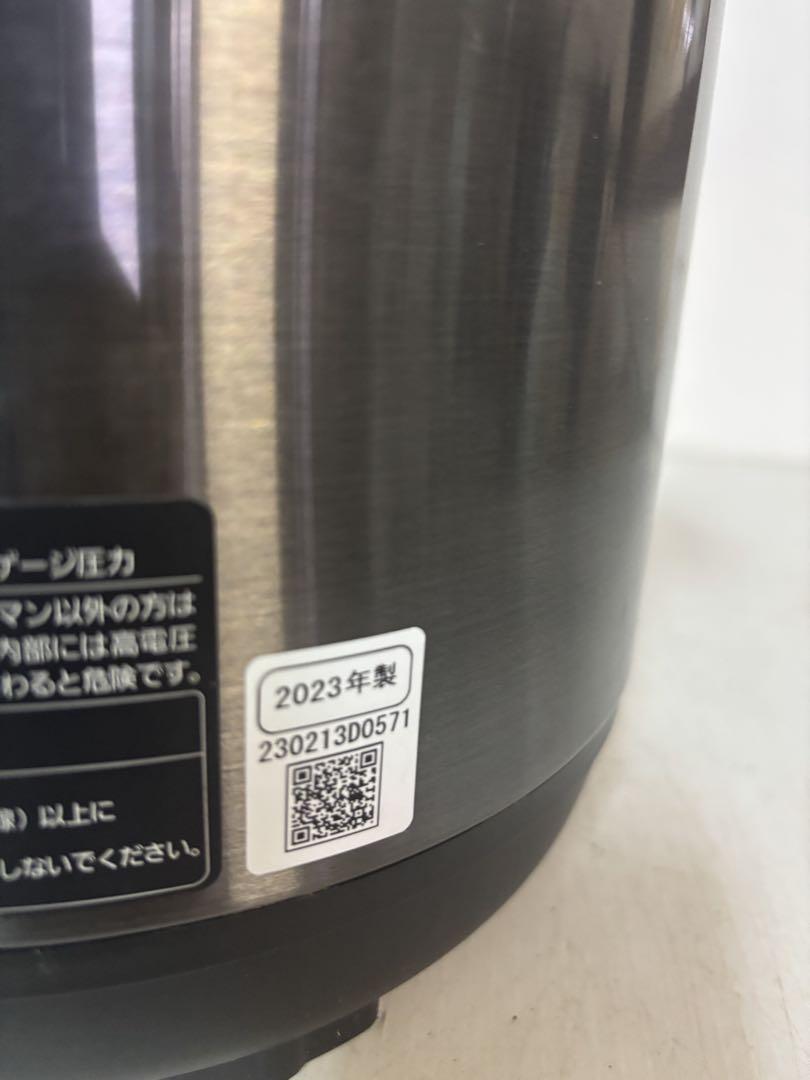 ゲージ圧力
マン以外の方は
内部には高電圧
わると危険です。
）以上に
しないでください。
2023年製
230213D0571